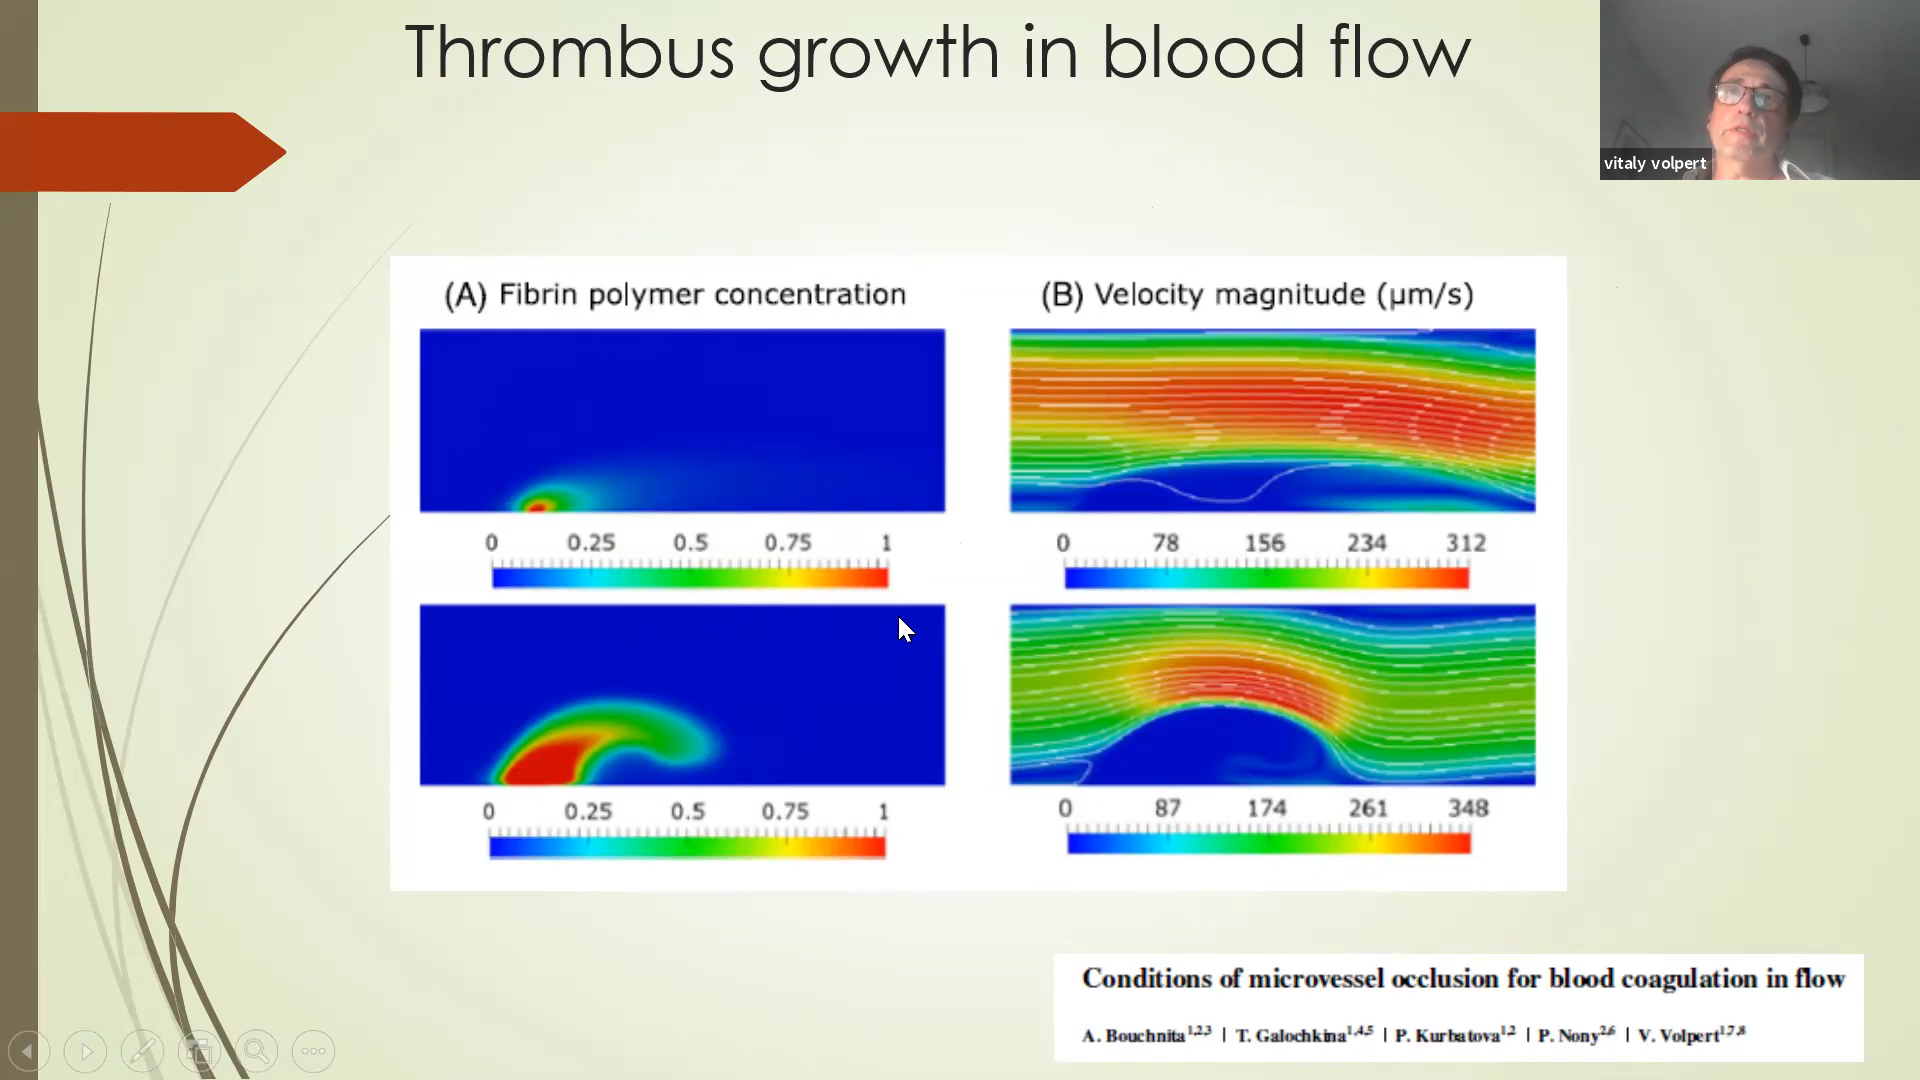 Thrombus growth in blood flow
vitaly volpert
(A) Fibrin polymer concentration
(B) Velocity magnitude (µm/s)
0 0.25 0.5 0.75 1
0 78 156 234 312
0 0.25 0.5 0.75 1
0 87 174 261 348
Conditions of microvessel occlusion for blood coagulation in flow
A. Bouchnita1,2,3 | T. Galochkina1,4,5 | P. Kurbatova1,2 | P. Nony2,6 | V. Volpert1,7,8